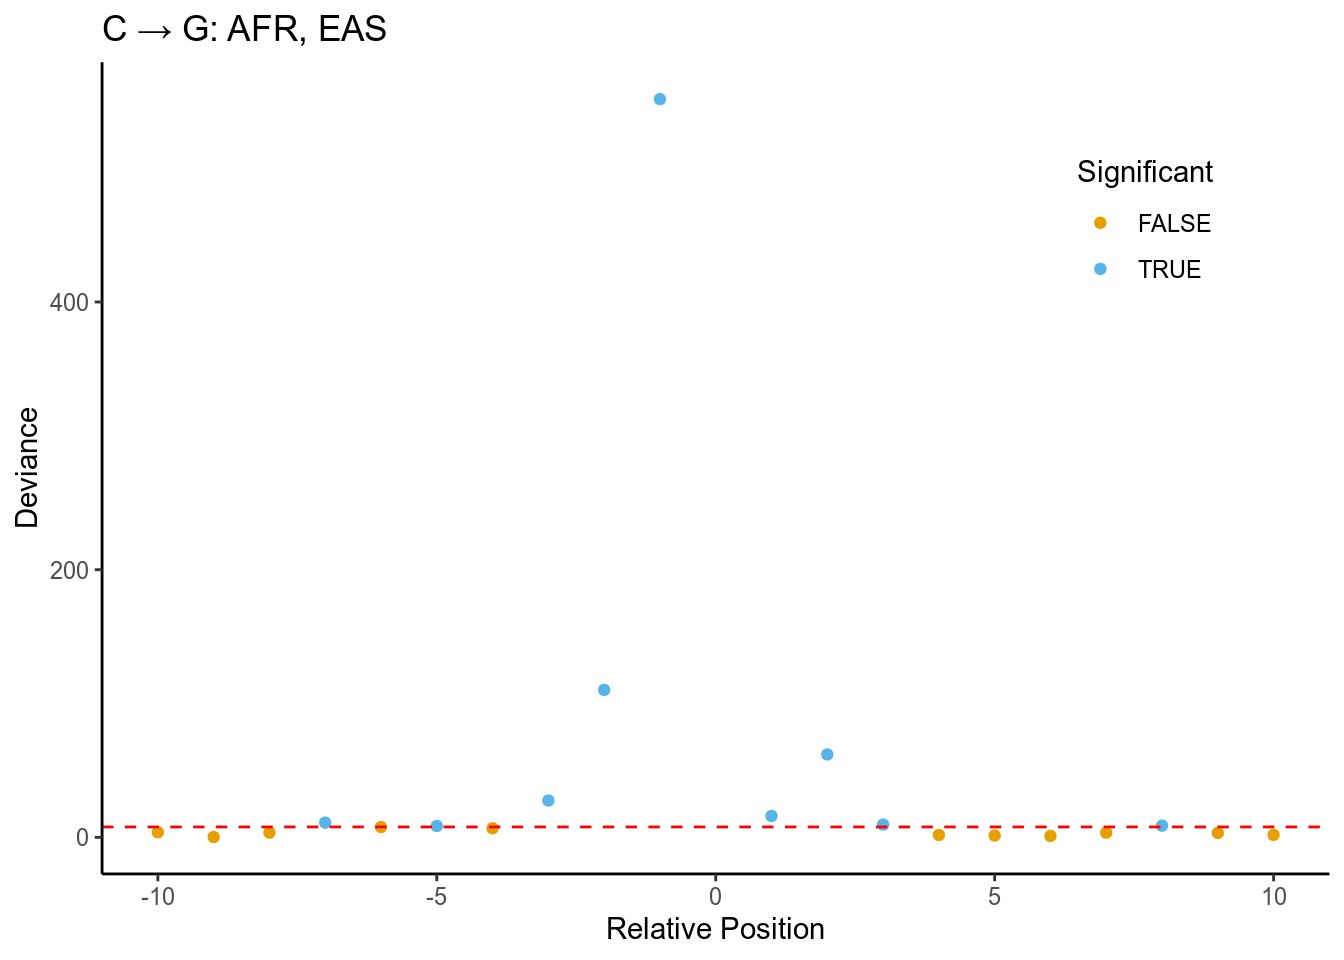 C → G: AFR, EAS
Significant
FALSE
TRUE
400
200
0
Deviance
-10 -5 0 5 10
Relative Position